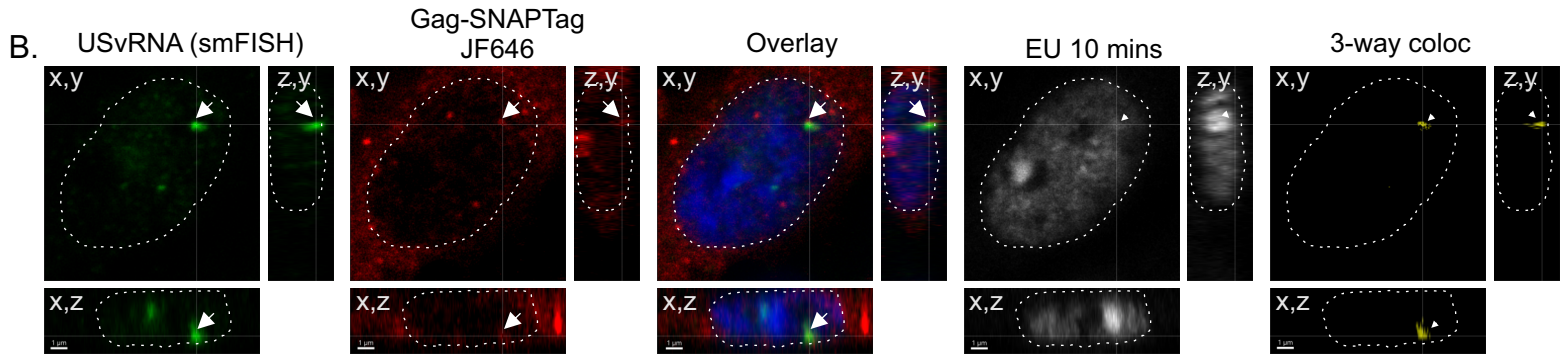 B.
USvRNA (smFISH)
Gag-SNAPTag
JF646
Overlay
EU 10 mins
3-way coloc
x,y
z,y
x,y
z,y
x,y
z,y
x,y
z,y
x,y
z,y
x,z
1 µm
x,z
1 µm
x,z
1 µm
x,z
1 µm
x,z
1 µm